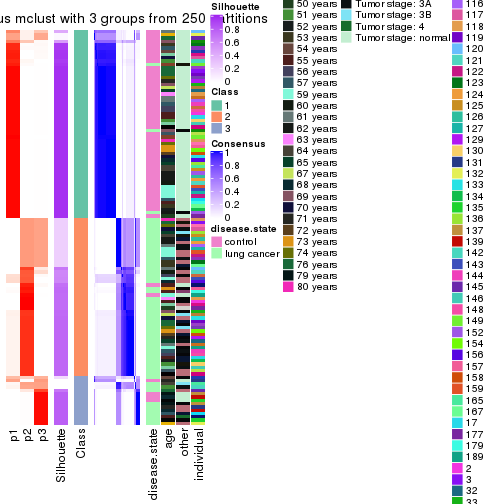 us mclust with 3 groups from 250 partitions
p1
p2
p3
Silhouette
Class
disease.state
age
other
individual
Silhouette
1
0.8
0.6
0.4
0.2
0
Class
1
2
3
Consensus
1
0.8
0.6
0.4
0.2
0
disease.state
control
lung cancer
50 years
51 years
52 years
53 years
54 years
55 years
56 years
57 years
59 years
60 years
61 years
62 years
63 years
64 years
65 years
67 years
68 years
69 years
70 years
71 years
72 years
73 years
74 years
76 years
79 years
80 years
Tumor stage: 3A
Tumor stage: 3B
Tumor stage: 4
Tumor stage: normal
116
117
118
119
120
121
122
123
124
125
126
127
129
130
131
132
133
134
135
136
137
139
142
143
144
145
146
148
149
152
154
156
157
158
159
165
167
17
177
179
189
2
3
32
33